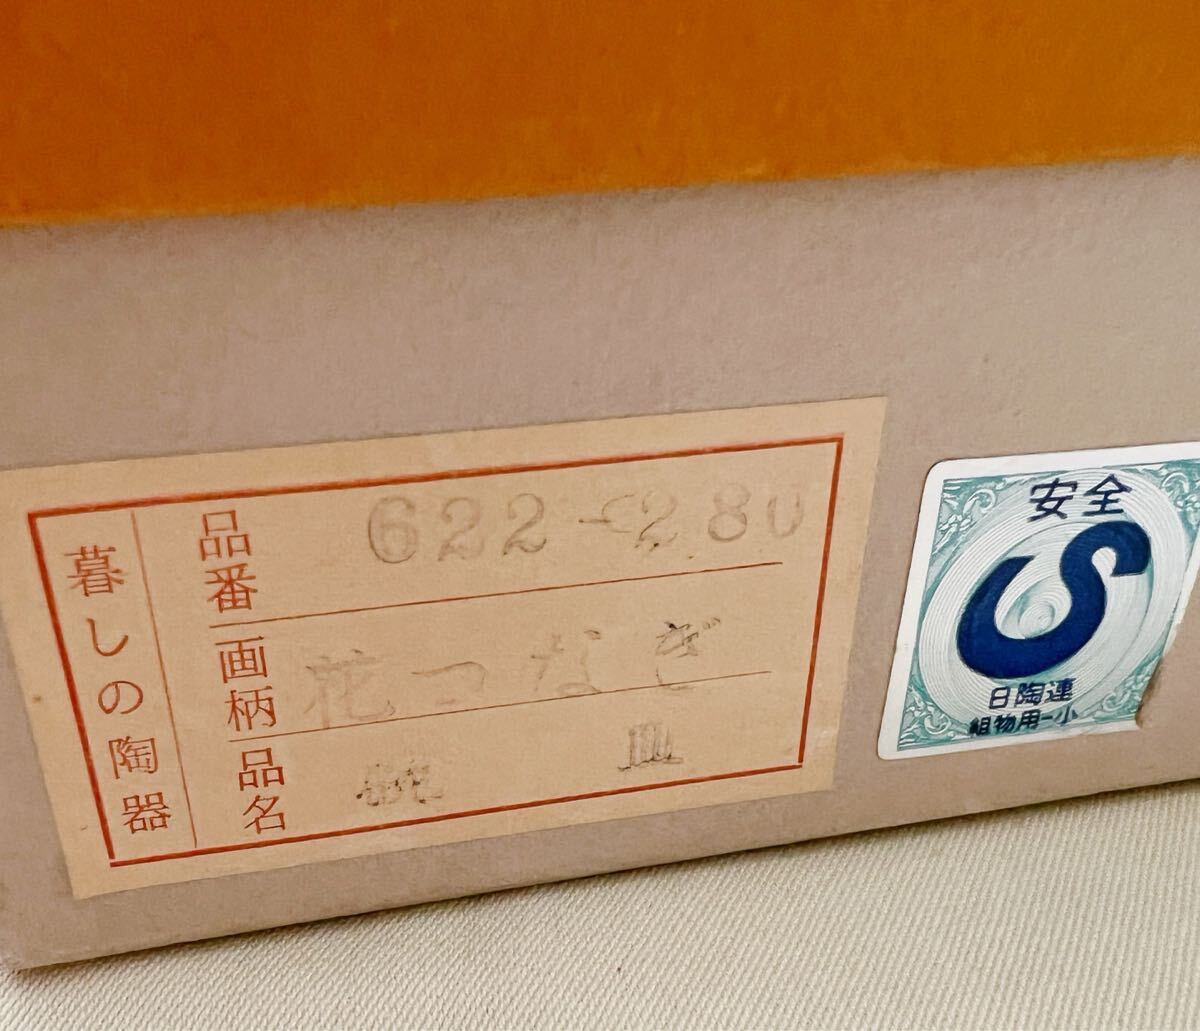 暮しの陶器
品番 622-280
画柄 花つなぎ
品名 銘皿
安全
S
日陶連
組物用-小